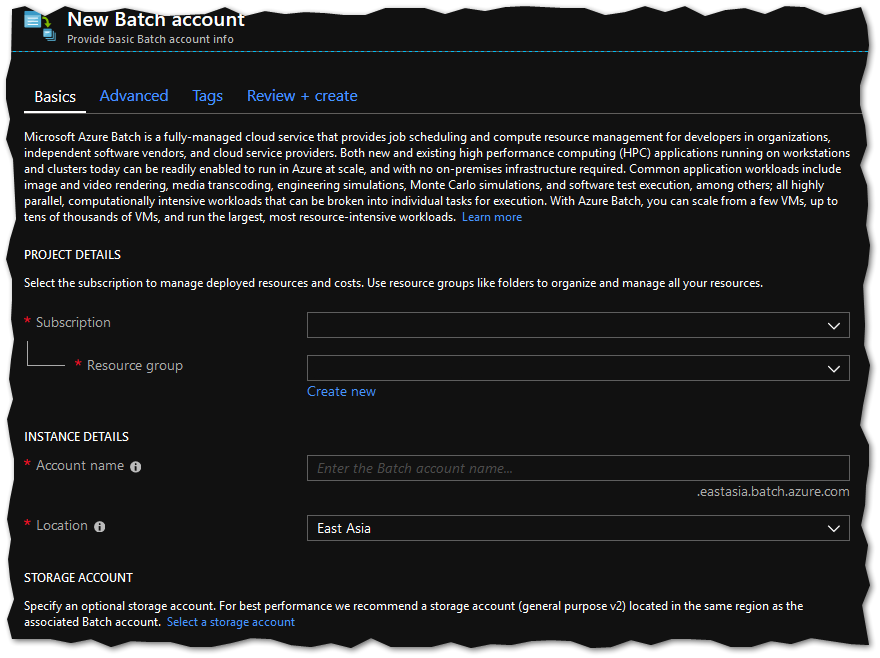 New Batch account
Provide basic Batch account info
Basics Advanced Tags Review + create
Microsoft Azure Batch is a fully-managed cloud service that provides job scheduling and compute resource management for developers in organizations,
independent software vendors, and cloud service providers. Both new and existing high performance computing (HPC) applications running on workstations
and clusters today can be readily enabled to run in Azure at scale, and with no on-premises infrastructure required. Common application workloads include
image and video rendering, media transcoding, engineering simulations, Monte Carlo simulations, and software test execution, among others; all highly
parallel, computationally intensive workloads that can be broken into individual tasks for execution. With Azure Batch, you can scale from a few VMs, up to
tens of thousands of VMs, and run the largest, most resource-intensive workloads. Learn more
PROJECT DETAILS
Select the subscription to manage deployed resources and costs. Use resource groups like folders to organize and manage all your resources.
* Subscription
* Resource group
Create new
INSTANCE DETAILS
* Account name
Enter the Batch account name...
.eastasia.batch.azure.com
* Location
East Asia
STORAGE ACCOUNT
Specify an optional storage account. For best performance we recommend a storage account (general purpose v2) located in the same region as the
associated Batch account. Select a storage account